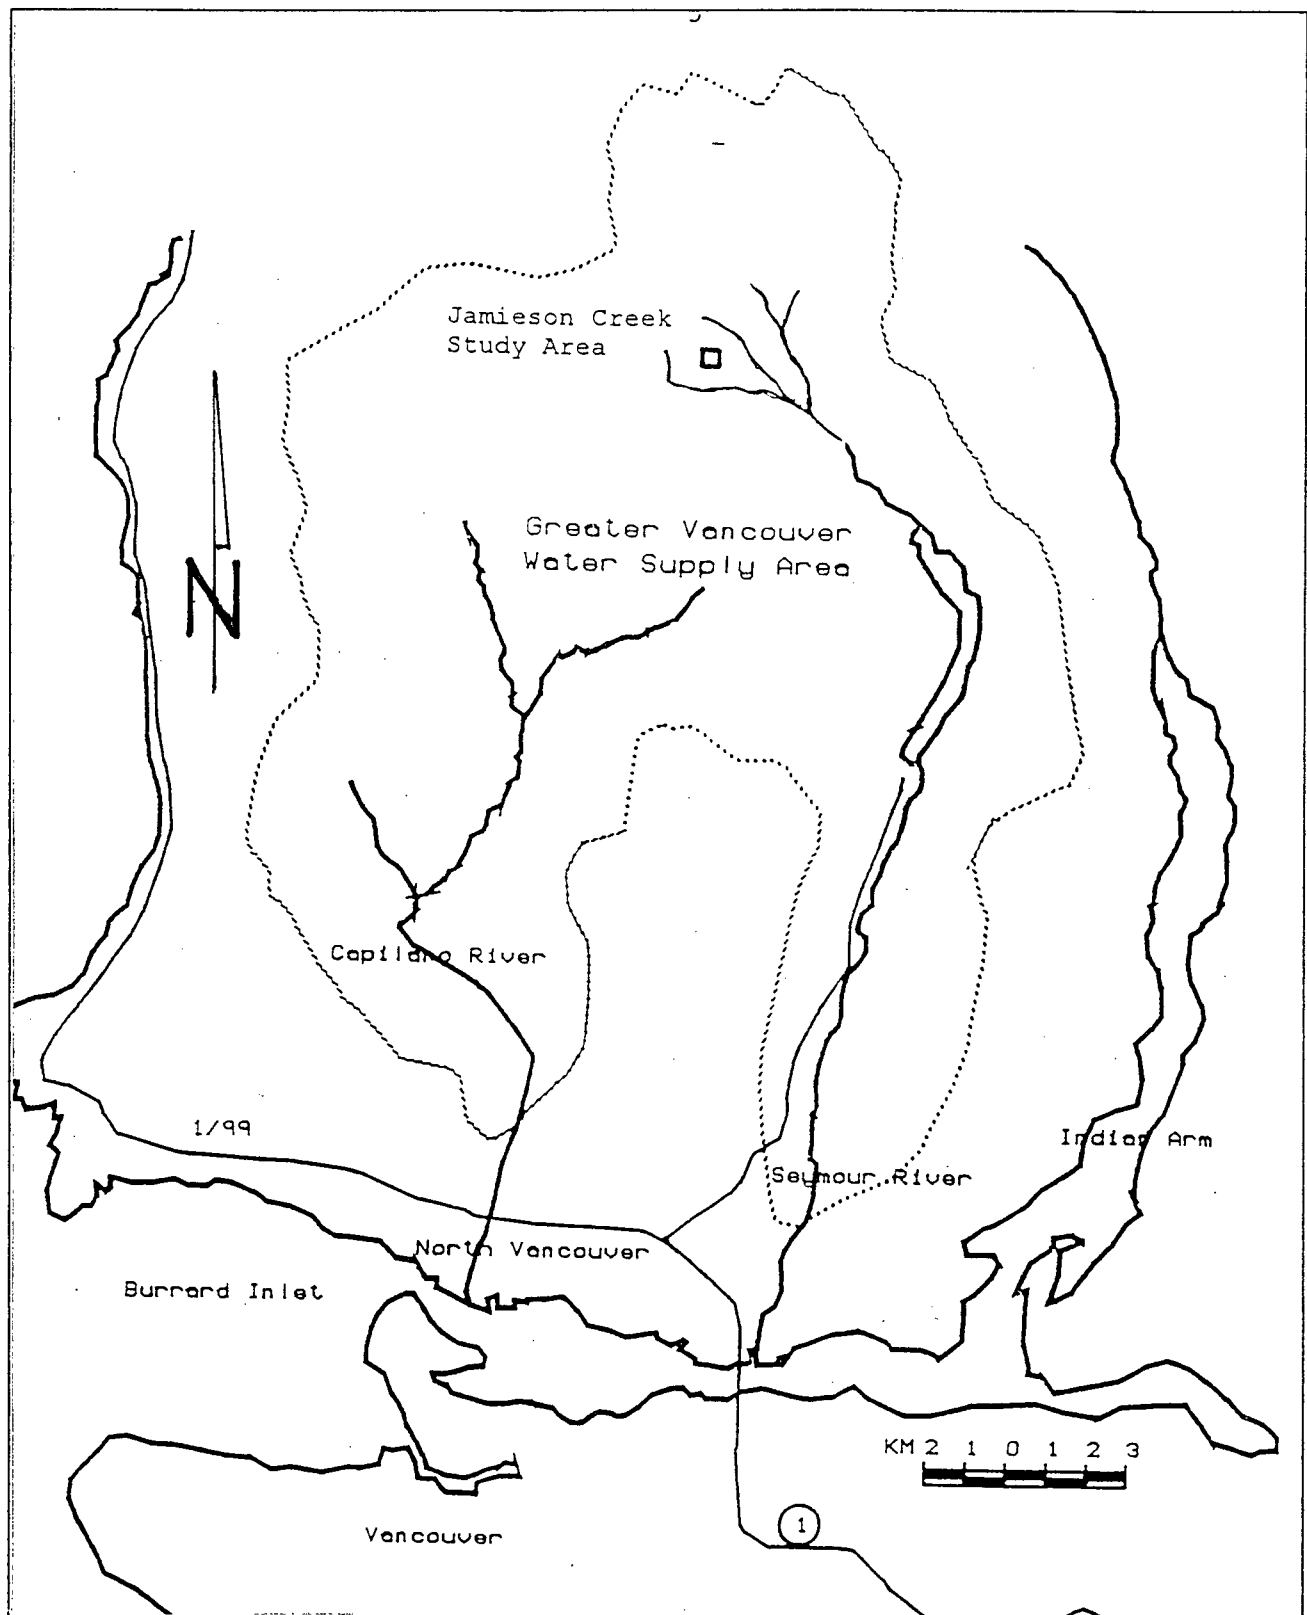 Jamieson Creek
Study Area
Greater Vancouver
Water Supply Area
N
Capilano River
1/99
Indian Arm
Seymour River
North Vancouver
Burrard Inlet
KM 2 1 0 1 2 3
1
Vancouver